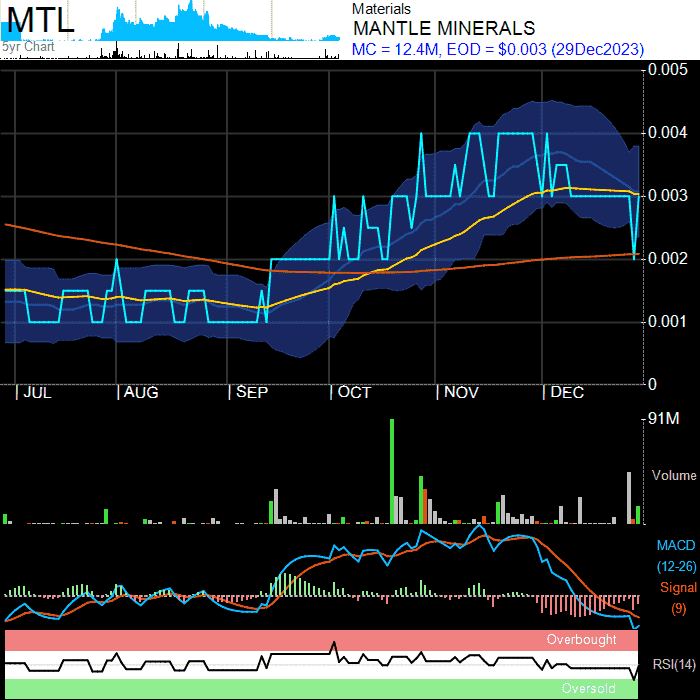 MTL
5yr Chart
Materials
MANTLE MINERALS
MC = 12.4M, EOD = $0.003 (29Dec2023)
0.005
0.004
0.003
0.002
0.001
0
| JUL | AUG | SEP | OCT | NOV | DEC
91M
Volume
MACD
(12-26)
Signal
(9)
Overbought
RSI(14)
Oversold